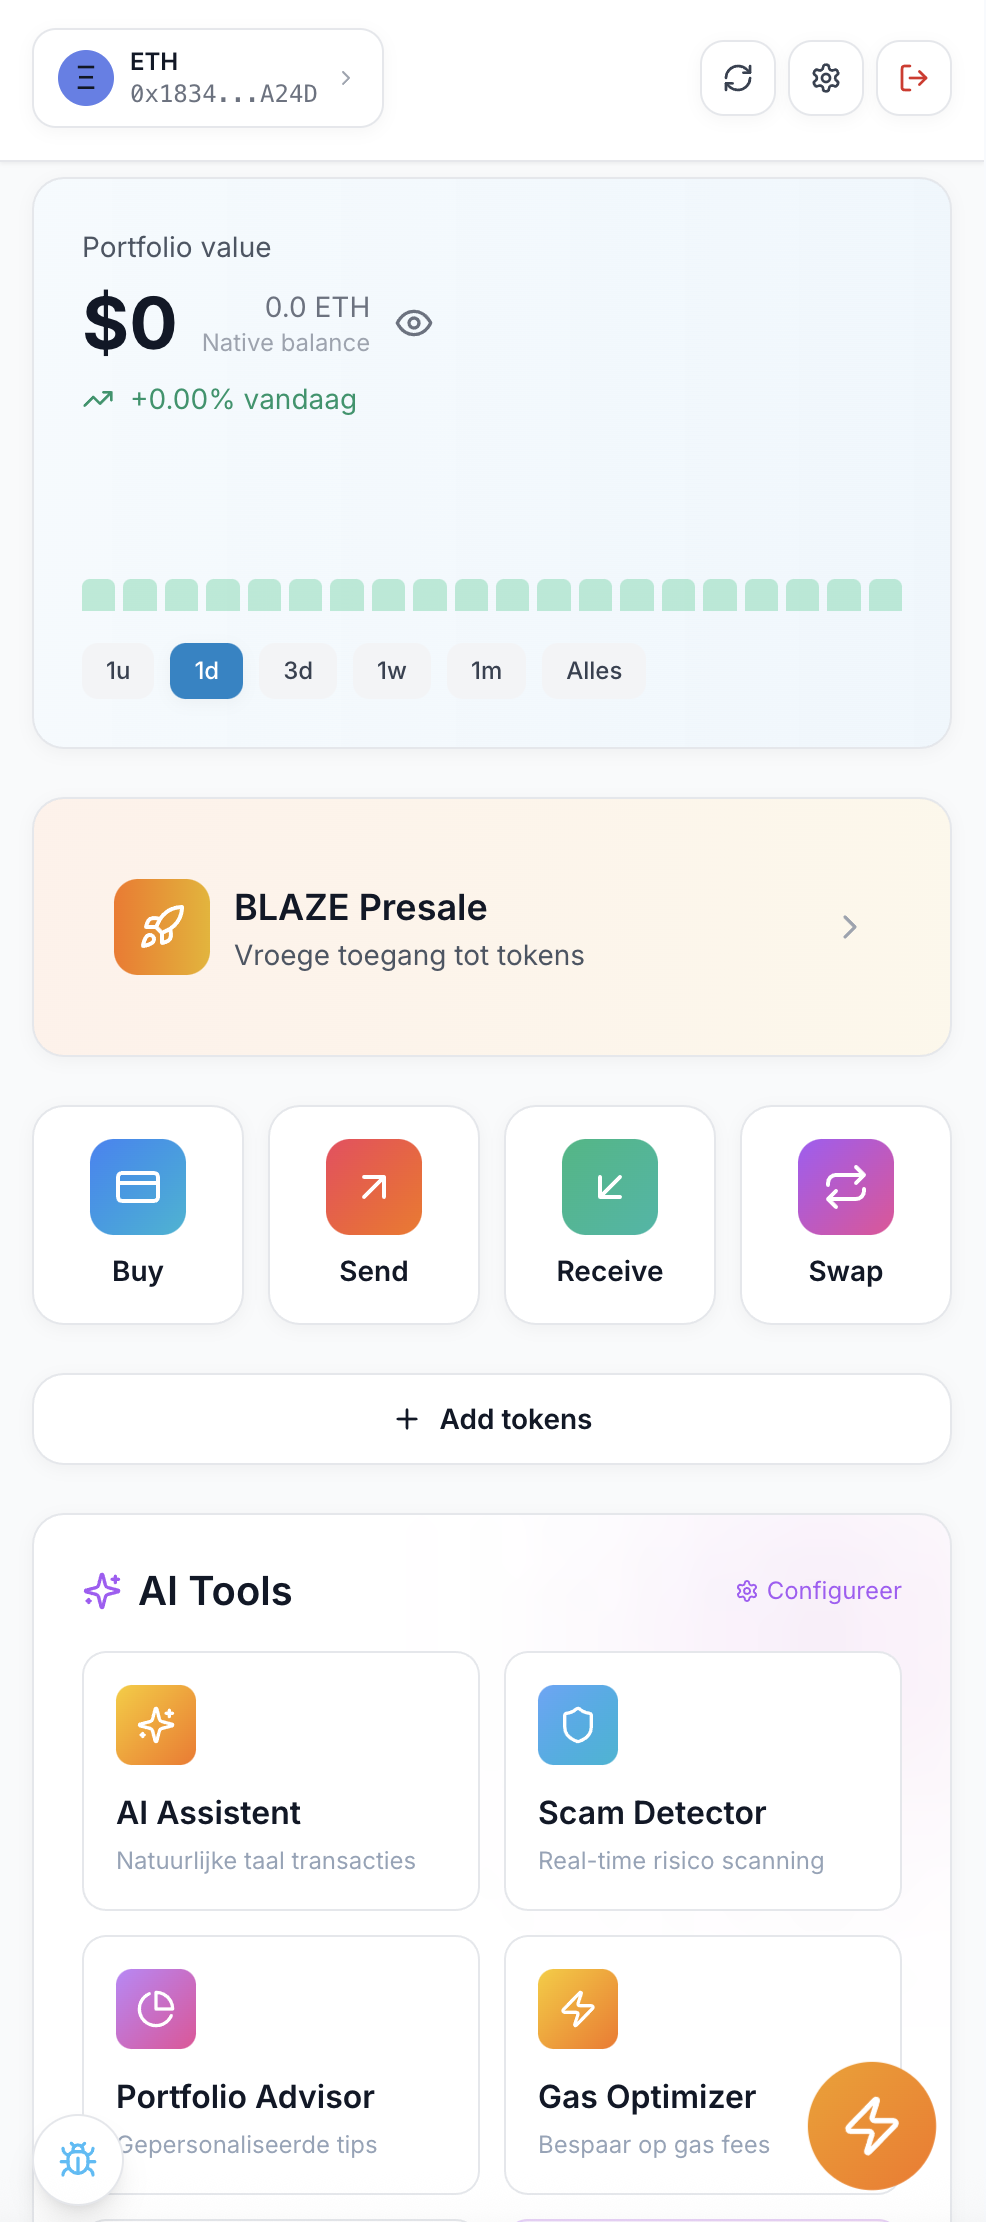 ETH
0x1834...A24D
Portfolio value
$0
0.0 ETH
Native balance
+0.00% vandaag
1u
1d
3d
1w
1m
Alles
BLAZE Presale
Vroege toegang tot tokens
Buy
Send
Receive
Swap
Add tokens
AI Tools
Configureer
AI Assistent
Natuurlijke taal transacties
Scam Detector
Real-time risico scanning
Portfolio Advisor
Gepersonaliseerde tips
Gas Optimizer
Bespaar op gas fees